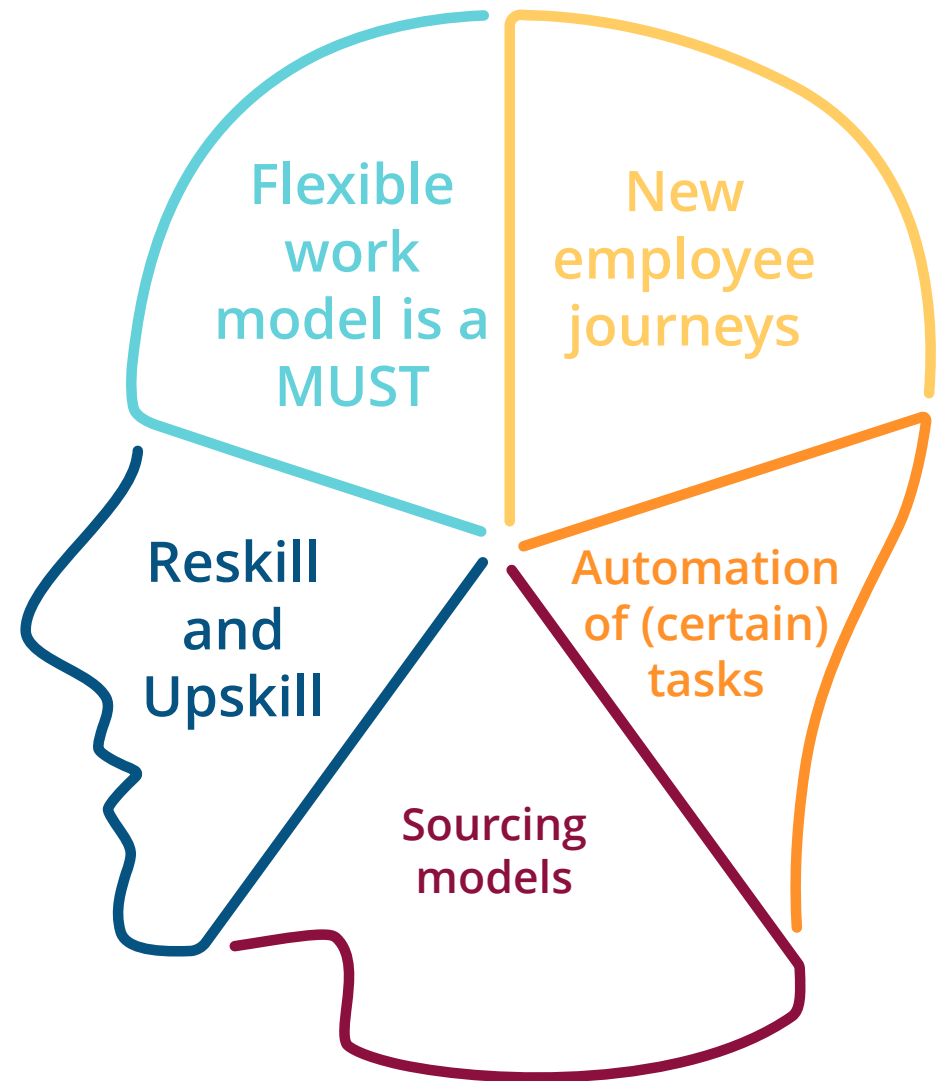 Flexible
work
model is a
MUST
New
employee
journeys
Reskill
and
Upskill
Automation
of (certain)
tasks
Sourcing
models